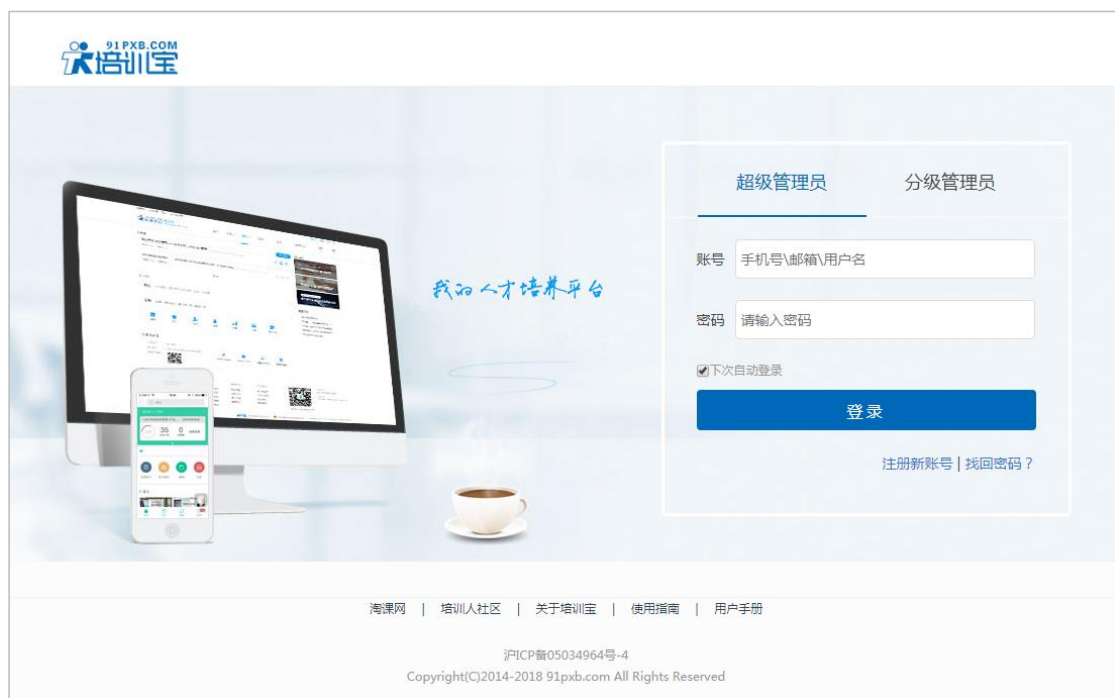 91PXB.COM
培训宝
超级管理员 分级管理员
账号 手机号\邮箱\用户名
我的人才培养平台
密码 请输入密码
下次自动登录
登录
注册新账号 | 找回密码？
36 0
淘课网 | 培训人社区 | 关于培训宝 | 使用指南 | 用户手册
沪ICP备05034964号-4
Copyright(C)2014-2018 91pxb.com All Rights Reserved